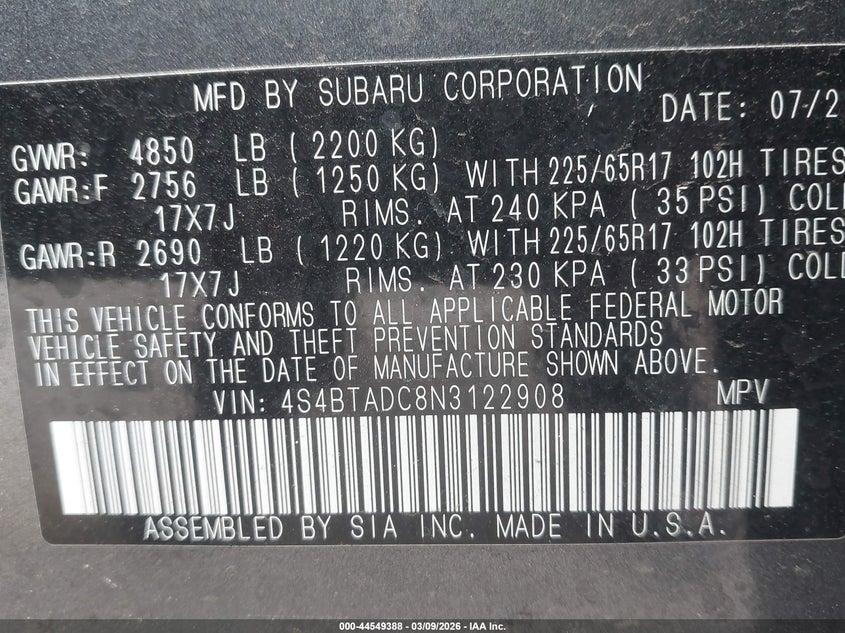 MFD BY SUBARU CORPORATION
DATE: 07/2
GVWR: 4850 LB ( 2200 KG)
GAWR:F 2756 LB ( 1250 KG) WITH 225/65R17 102H TIRES
17X7J RIMS. AT 240 KPA ( 35 PSI) COLD
GAWR:R 2690 LB ( 1220 KG) WITH 225/65R17 102H TIRES
17X7J RIMS. AT 230 KPA ( 33 PSI) COLD
THIS VEHICLE CONFORMS TO ALL APPLICABLE FEDERAL MOTOR
VEHICLE SAFETY AND THEFT PREVENTION STANDARDS
IN EFFECT ON THE DATE OF MANUFACTURE SHOWN ABOVE.
VIN: 4S4BTADC8N3122908 MPV
ASSEMBLED BY SIA INC. MADE IN U.S.A.
000-44549388 - 03/09/2026 - IAA Inc.